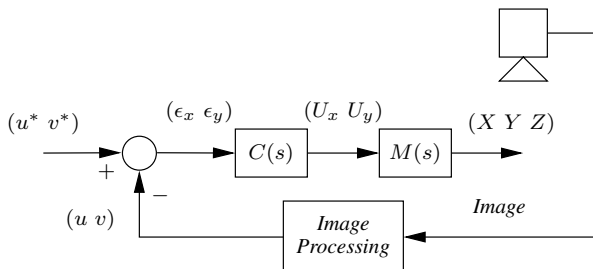 (u* v*)
(ϵx ϵy)
(Ux Uy)
(X Y Z)
+
C(s)
M(s)
−
(u v)
Image
Processing
Image